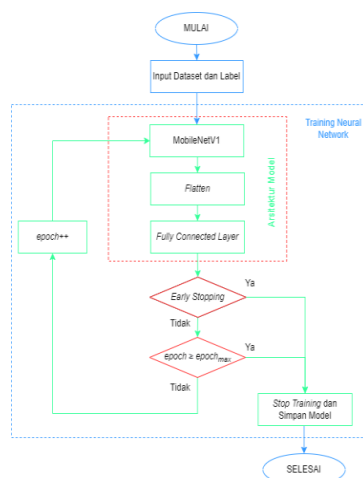 MULAI
Input Dataset dan Label
Training Neural
Network
MobileNetV1
Arsitektur Model
Flatten
epoch++
Fully Connected Layer
Early Stopping
Ya
Tidak
epoch ≥ epochmax
Ya
Tidak
Stop Training dan
Simpan Model
SELESAI